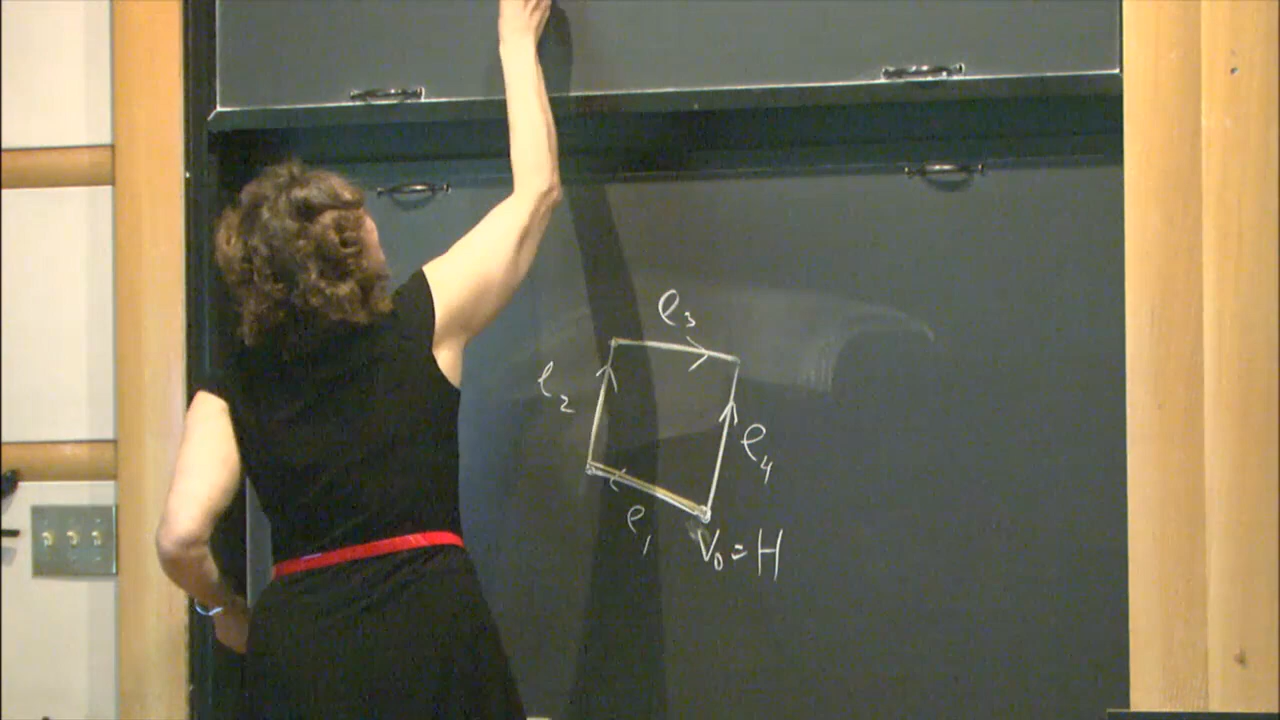 e₃
e₂
e₄
e₁
V₀ = H